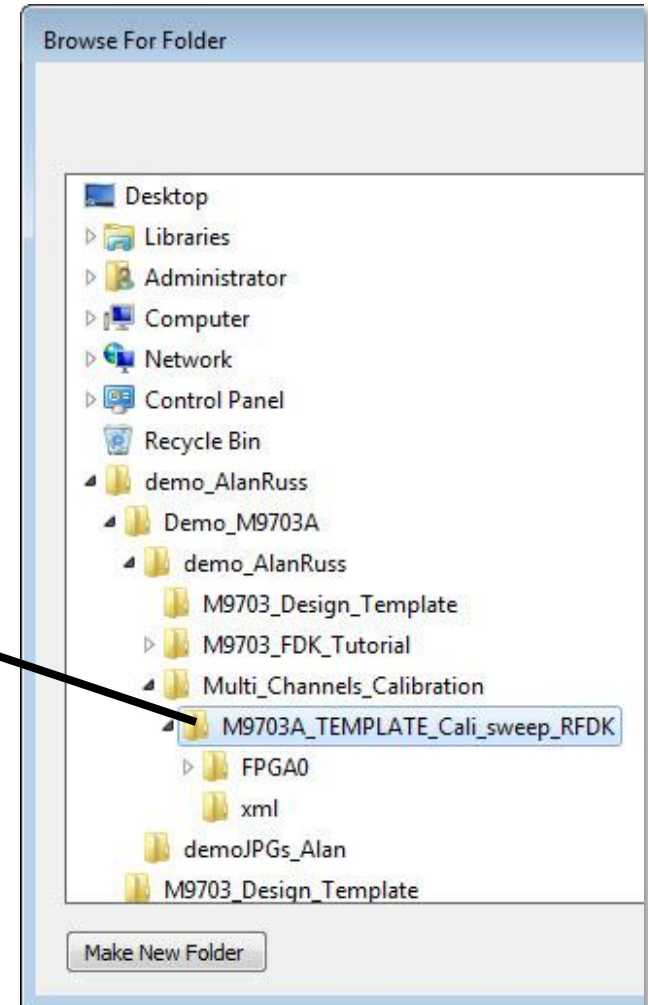 Browse For Folder
Desktop
Libraries
Administrator
Computer
Network
Control Panel
Recycle Bin
demo_AlanRuss
Demo_M9703A
demo_AlanRuss
M9703_Design_Template
M9703_FDK_Tutorial
Multi_Channels_Calibration
M9703A_TEMPLATE_Cali_sweep_RFDK
FPGA0
xml
demoJPGs_Alan
M9703_Design_Template
Make New Folder